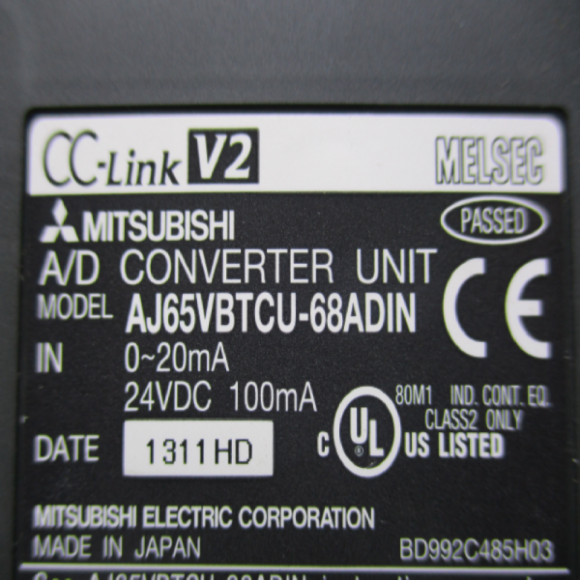 CC-Link V2 MELSEC
MITSUBISHI PASSED
A/D CONVERTER UNIT
MODEL AJ65VBTCU-68ADIN CE
IN 0~20mA
24VDC 100mA
80M1 IND. CONT. EQ.
CLASS2 ONLY
C UL ® US LISTED
DATE 1311HD
MITSUBISHI ELECTRIC CORPORATION
MADE IN JAPAN BD992C485H03